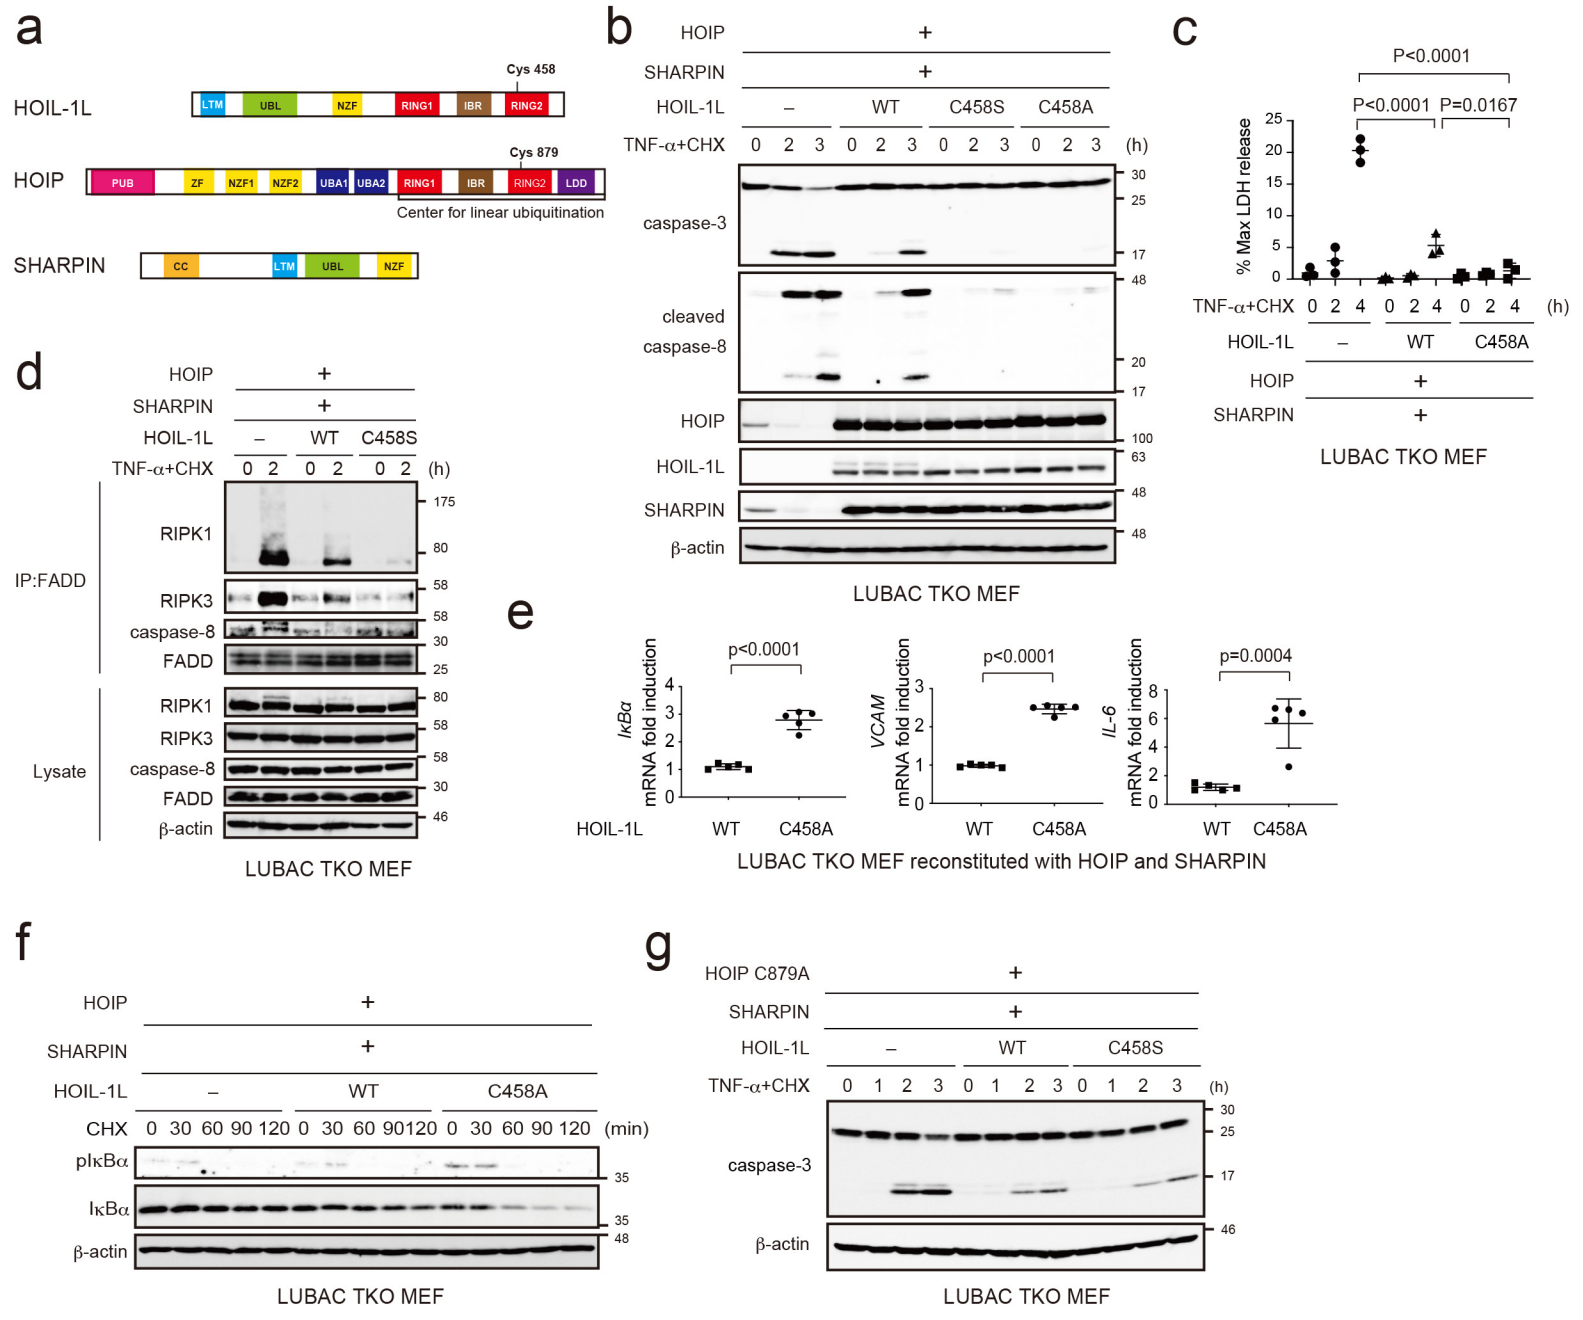 a
Cys 458
HOIL-1L
LTM UBL NZF RING1 IBR RING2
Cys 879
HOIP
PUB ZF NZF1 NZF2 UBA1 UBA2 RING1 IBR RING2 LDD
Center for linear ubiquitination
SHARPIN
CC LTM UBL NZF
b
HOIP +
SHARPIN +
HOIL-1L – WT C458S C458A
TNF-α+CHX 0 2 3 0 2 3 0 2 3 0 2 3 (h)
30
25
caspase-3
17
48
cleaved
caspase-8
20
17
HOIP
100
63
HOIL-1L
48
SHARPIN
48
β-actin
LUBAC TKO MEF
c
P<0.0001
P<0.0001 P=0.0167
% Max LDH release
25
20
15
10
5
0
TNF-α+CHX 0 2 4 0 2 4 0 2 4 (h)
HOIL-1L – WT C458A
HOIP +
SHARPIN +
LUBAC TKO MEF
d
HOIP +
SHARPIN +
HOIL-1L – WT C458S
TNF-α+CHX 0 2 0 2 0 2 (h)
IP:FADD
175
RIPK1
80
58
RIPK3
58
caspase-8
30
FADD
25
Lysate
80
RIPK1
58
RIPK3
58
caspase-8
30
FADD
46
β-actin
LUBAC TKO MEF
e
p<0.0001
IκBα
mRNA fold induction
4
3
2
1
0
p<0.0001
VCAM
mRNA fold induction
3
2
1
0
p=0.0004
IL-6
mRNA fold induction
8
6
4
2
0
HOIL-1L WT C458A WT C458A WT C458A
LUBAC TKO MEF reconstituted with HOIP and SHARPIN
f
HOIP +
SHARPIN +
HOIL-1L – WT C458A
CHX 0 30 60 90 120 0 30 60 90 120 0 30 60 90 120 (min)
pIκBα
35
IκBα
35
48
β-actin
LUBAC TKO MEF
g
HOIP C879A +
SHARPIN +
HOIL-1L – WT C458S
TNF-α+CHX 0 1 2 3 0 1 2 3 0 1 2 3 (h)
30
25
caspase-3
17
46
β-actin
LUBAC TKO MEF